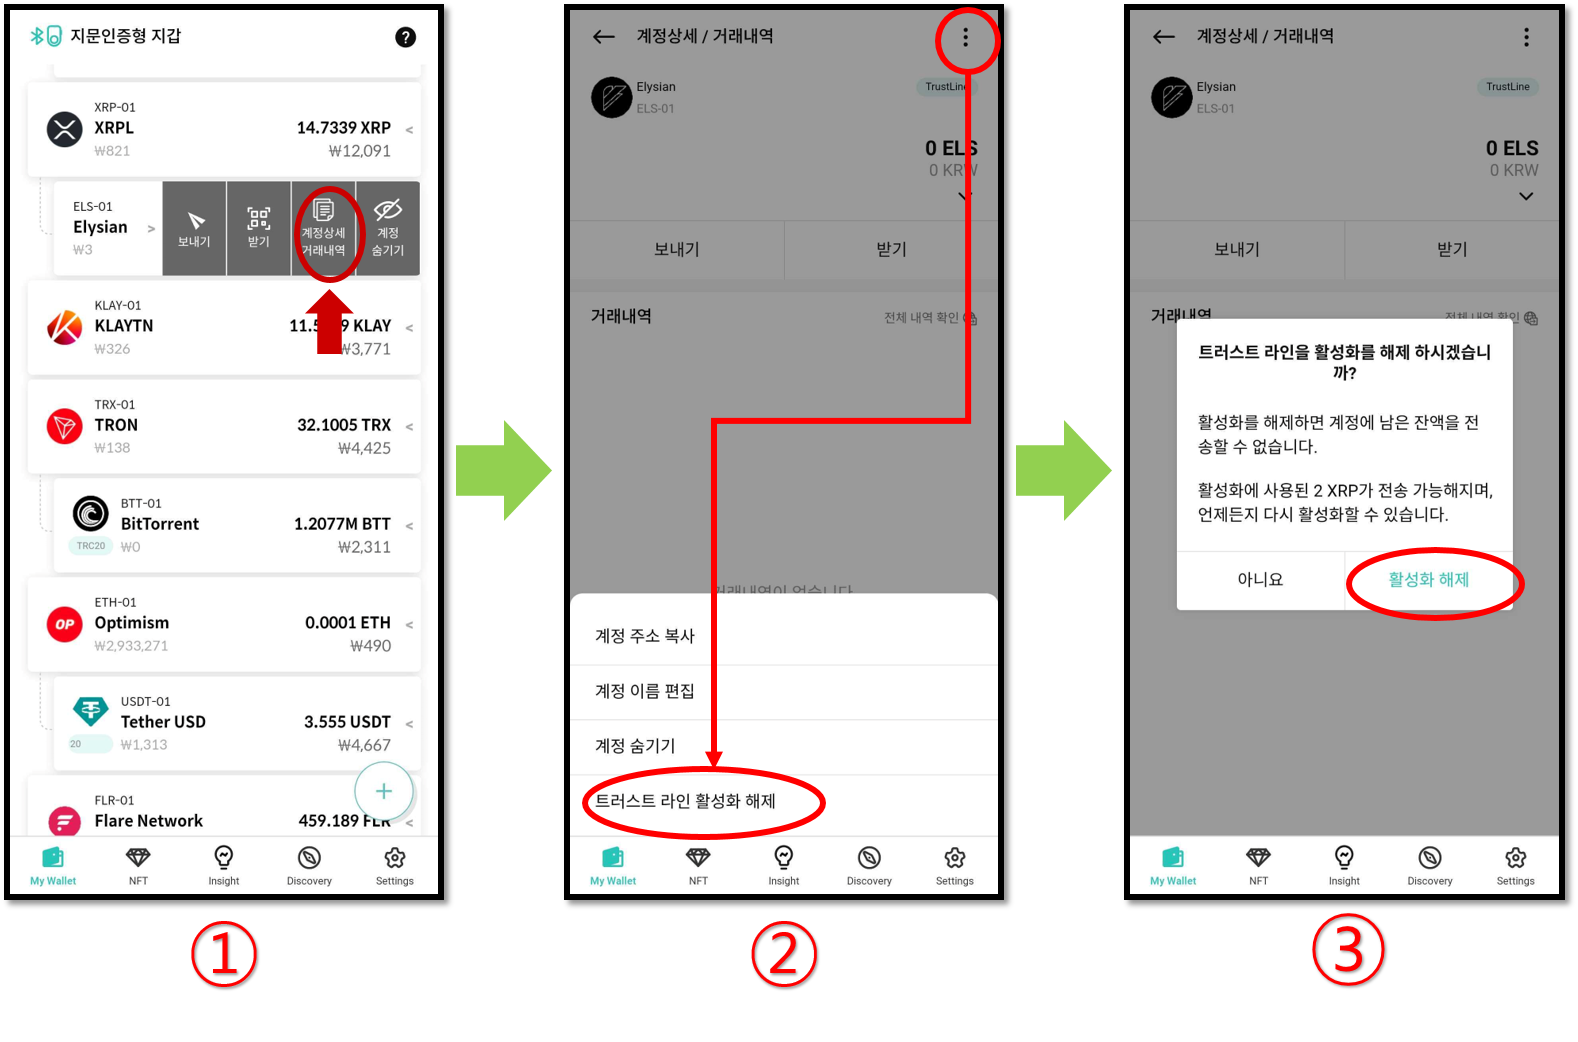 지문인증형 지갑
?
XRP-01
XRPL
14.7339 XRP
<
₩821
₩12,091
ELS-01
Elysian
>
₩3
보내기
받기
계정상세
거래내역
계정
숨기기
KLAY-01
KLAYTN
KLAY
<
₩326
₩3,771
TRX-01
TRON
32.1005 TRX
<
₩138
₩4,425
BTT-01
BitTorrent
1.2077M BTT
<
TRC20
₩0
₩2,311
ETH-01
OP
Optimism
0.0001 ETH
<
₩2,933,271
₩490
USDT-01
Tether USD
3.555 USDT
<
20
₩1,313
₩4,667
+
FLR-01
Flare Network
459.189 FLR
<
My Wallet
NFT
Insight
Discovery
Settings
①
계정상세 / 거래내역
Elysian
TrustLine
ELS-01
0 ELS
0 KRW
보내기
받기
거래내역
전체 내역 확인
거래내역이 없습니다
계정 주소 복사
계정 이름 편집
계정 숨기기
트러스트 라인 활성화 해제
My Wallet
NFT
Insight
Discovery
Settings
②
계정상세 / 거래내역
Elysian
TrustLine
ELS-01
0 ELS
0 KRW
보내기
받기
거래내역
전체 내역 확인
트러스트 라인을 활성화를 해제 하시겠습니
까?
활성화를 해제하면 계정에 남은 잔액을 전
송할 수 없습니다.
활성화에 사용된 2 XRP가 전송 가능해지며,
언제든지 다시 활성화할 수 있습니다.
아니요
활성화 해제
My Wallet
NFT
Insight
Discovery
Settings
③